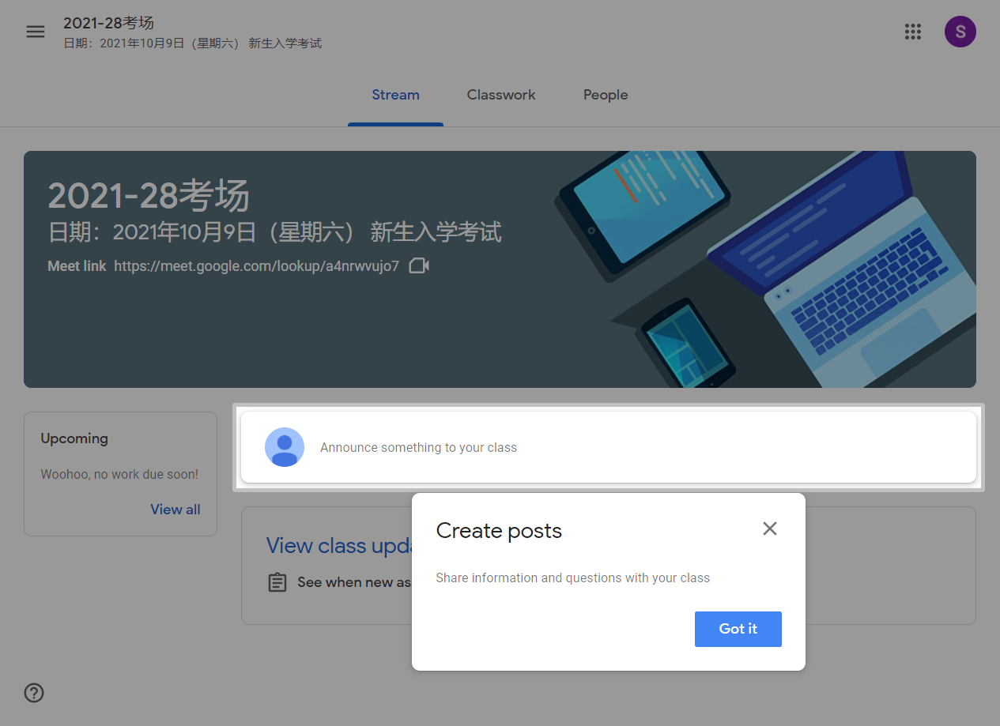 2021-28考场
日期：2021年10月9日（星期六） 新生入学考试
S
Stream
Classwork
People
2021-28考场
日期：2021年10月9日（星期六） 新生入学考试
Meet link https://meet.google.com/lookup/a4nrwvujo7
Upcoming
Woohoo, no work due soon!
View all
Announce something to your class
View class upda
See when new as
Create posts
Share information and questions with your class
Got it